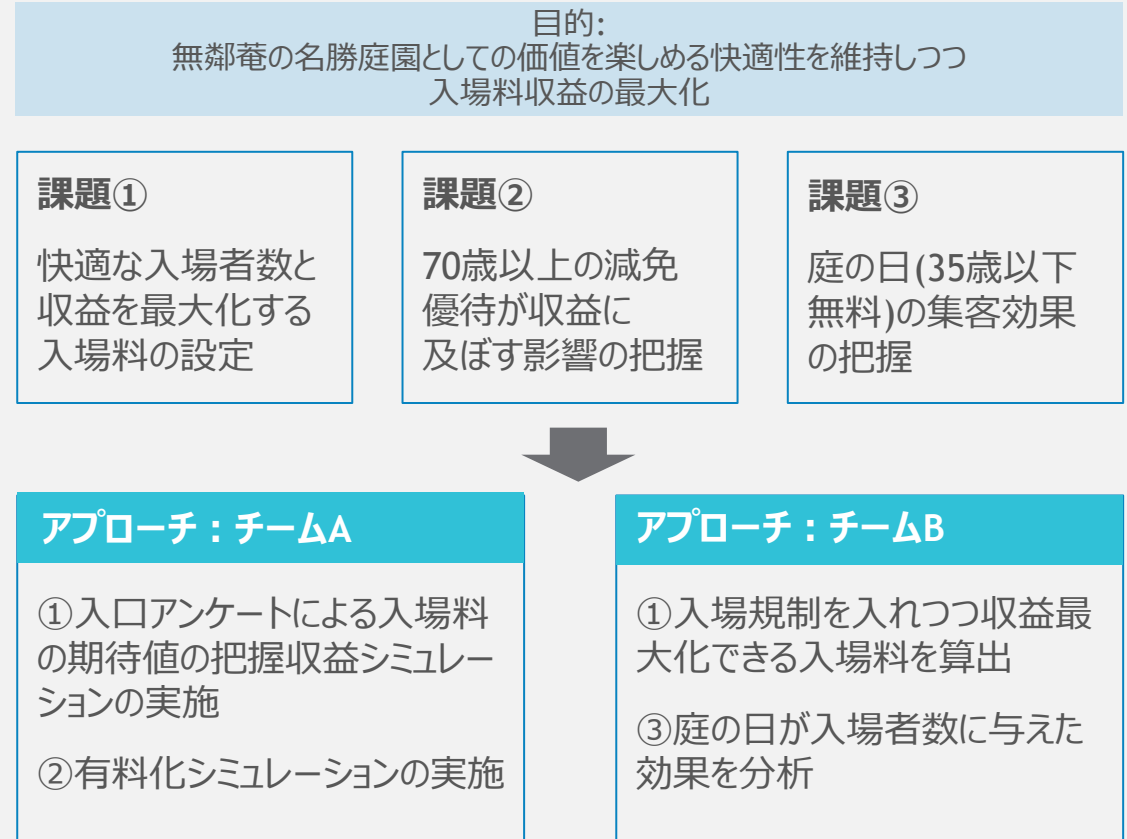 目的:
無鄰菴の名勝庭園としての価値を楽しめる快適性を維持しつつ
入場料収益の最大化
課題①
快適な入場者数と
収益を最大化する
入場料の設定
課題②
70歳以上の減免
優待が収益に
及ぼす影響の把握
課題③
庭の日(35歳以下
無料)の集客効果
の把握
アプローチ：チームA
①入口アンケートによる入場料
の期待値の把握収益シミュレー
ションの実施
②有料化シミュレーションの実施
アプローチ：チームB
①入場規制を入れつつ収益最
大化できる入場料を算出
③庭の日が入場者数に与えた
効果を分析